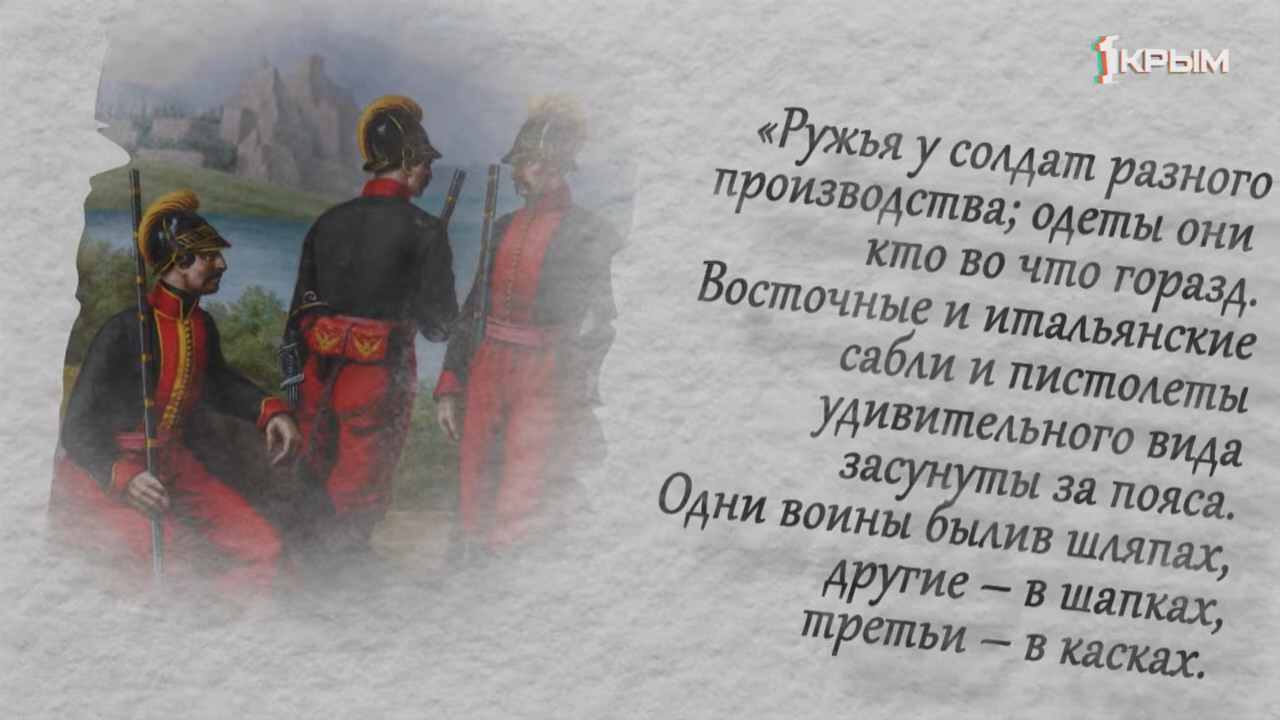 1КРЫМ
«Ружья у солдат разного
производства; одеты они
кто во что горазд.
Восточные и итальянские
сабли и пистолеты
удивительного вида
засунуты за пояса.
Одни воины былив шляпах,
другие – в шапках,
третьи – в касках.